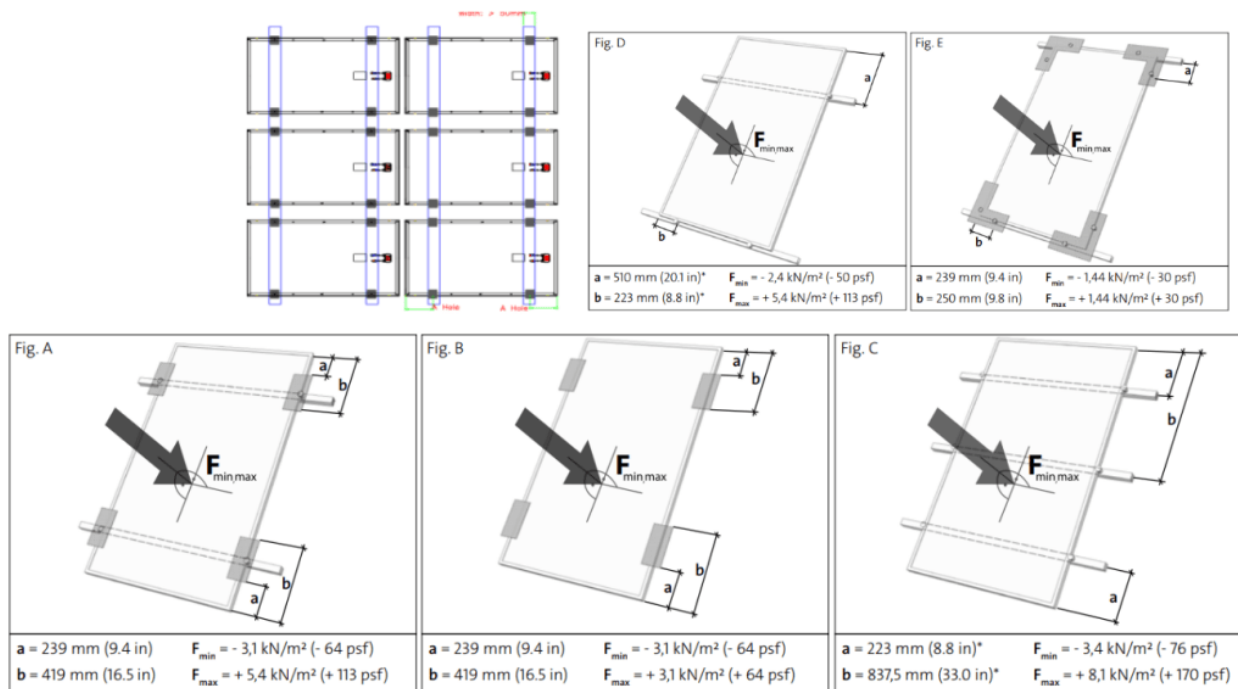 Fig. D
a
F min,max
b
a = 510 mm (20.1 in)* F min = - 2,4 kN/m² (- 50 psf)
b = 223 mm (8.8 in)* F max = + 5,4 kN/m² (+ 113 psf)
Fig. E
a
F min,max
b
a = 239 mm (9.4 in) F min = - 1,44 kN/m² (- 30 psf)
b = 250 mm (9.8 in) F max = + 1,44 kN/m² (+ 30 psf)
A Hole A Hole
Fig. A
a
b
F min,max
b
a
a = 239 mm (9.4 in) F min = - 3,1 kN/m² (- 64 psf)
b = 419 mm (16.5 in) F max = + 5,4 kN/m² (+ 113 psf)
Fig. B
a
b
F min,max
b
a
a = 239 mm (9.4 in) F min = - 3,1 kN/m² (- 64 psf)
b = 419 mm (16.5 in) F max = + 3,1 kN/m² (+ 64 psf)
Fig. C
a
b
F min,max
a
a = 223 mm (8.8 in)* F min = - 3,4 kN/m² (- 76 psf)
b = 837,5 mm (33.0 in)* F max = + 8,1 kN/m² (+ 170 psf)